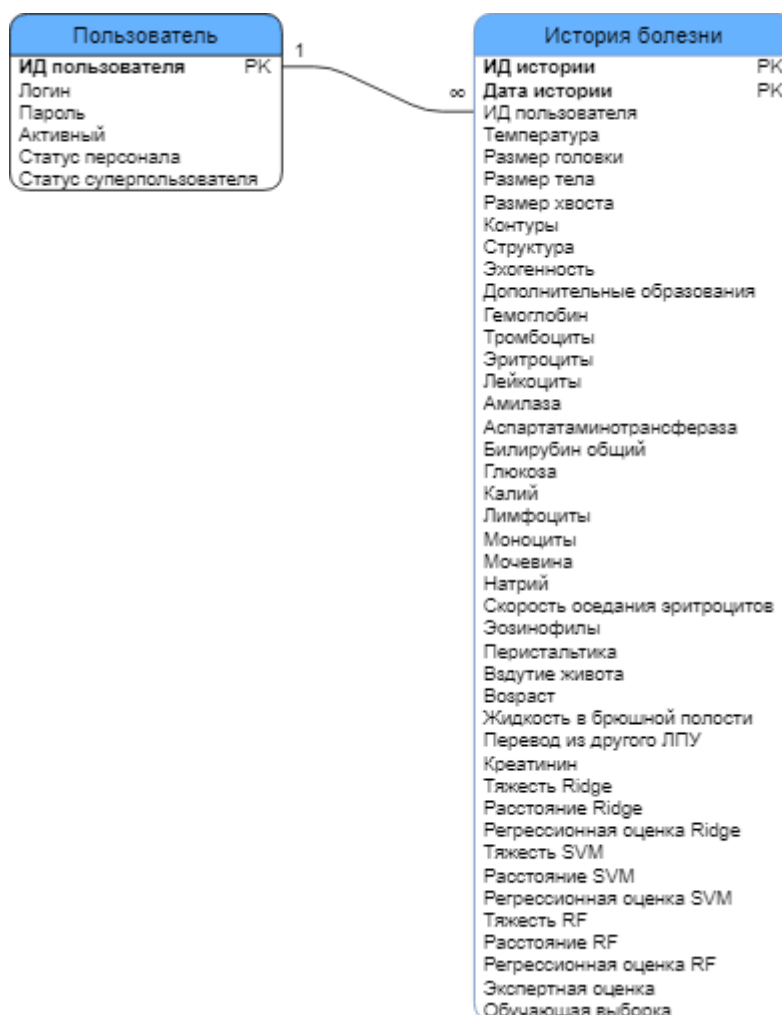 Пользователь
ИД пользователя PK
Логин
Пароль
Активный
Статус персонала
Статус суперпользователя
1
∞
История болезни
ИД истории PK
Дата истории PK
ИД пользователя
Температура
Размер головки
Размер тела
Размер хвоста
Контуры
Структура
Эхогенность
Дополнительные образования
Гемоглобин
Тромбоциты
Эритроциты
Лейкоциты
Амилаза
Аспартатаминотрансфераза
Билирубин общий
Глюкоза
Калий
Лимфоциты
Моноциты
Мочевина
Натрий
Скорость оседания эритроцитов
Эозинофилы
Перистальтика
Вздутие живота
Возраст
Жидкость в брюшной полости
Перевод из другого ЛПУ
Креатинин
Тяжесть Ridge
Расстояние Ridge
Регрессионная оценка Ridge
Тяжесть SVM
Расстояние SVM
Регрессионная оценка SVM
Тяжесть RF
Расстояние RF
Регрессионная оценка RF
Экспертная оценка
Обучающая выборка